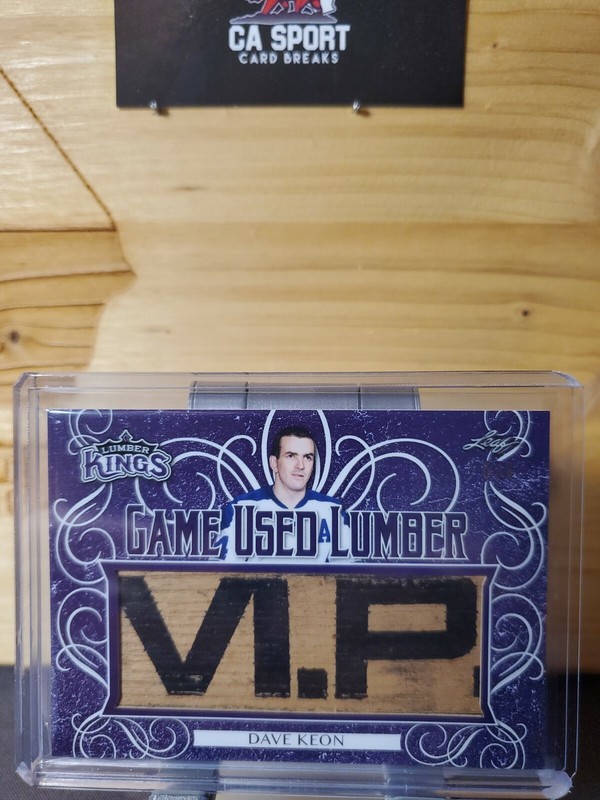 CA SPORT
CARD BREAKS
LUMBER
KINGS
Leaf
GAME USED LUMBER
A
V.I.P.
DAVE KEON